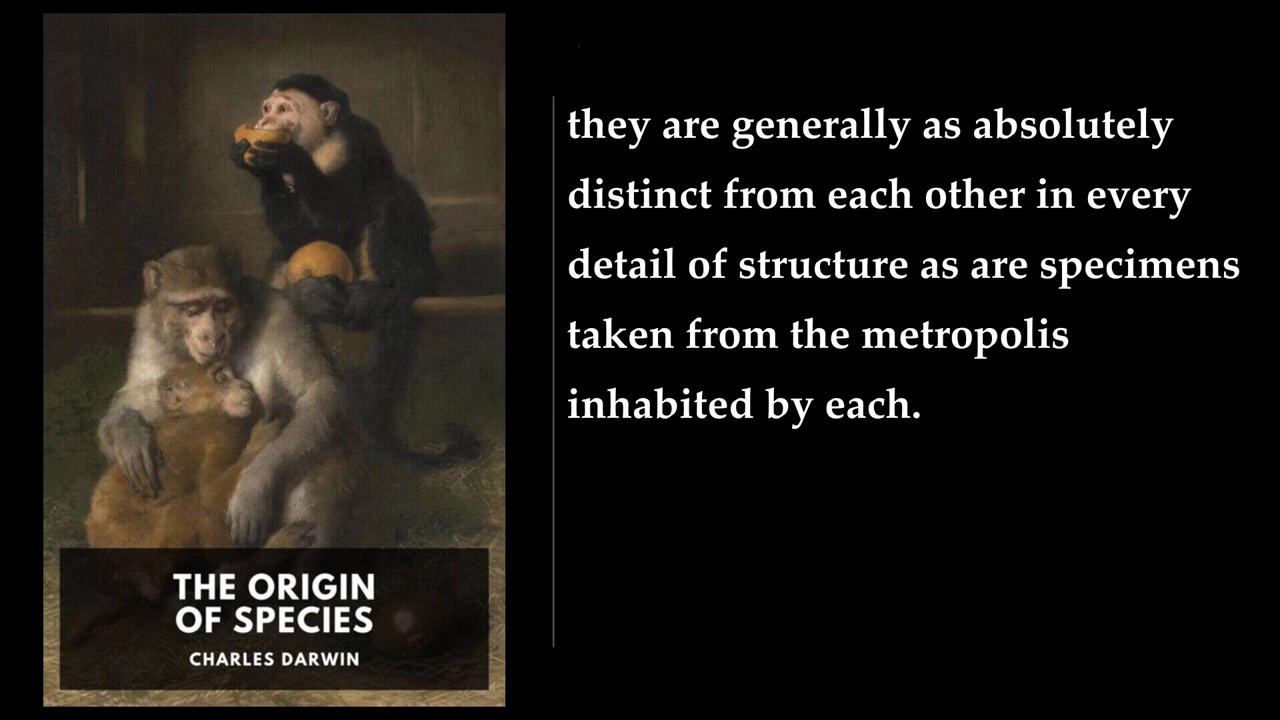 they are generally as absolutely
distinct from each other in every
detail of structure as are specimens
taken from the metropolis
inhabited by each.
THE ORIGIN
OF SPECIES
CHARLES DARWIN